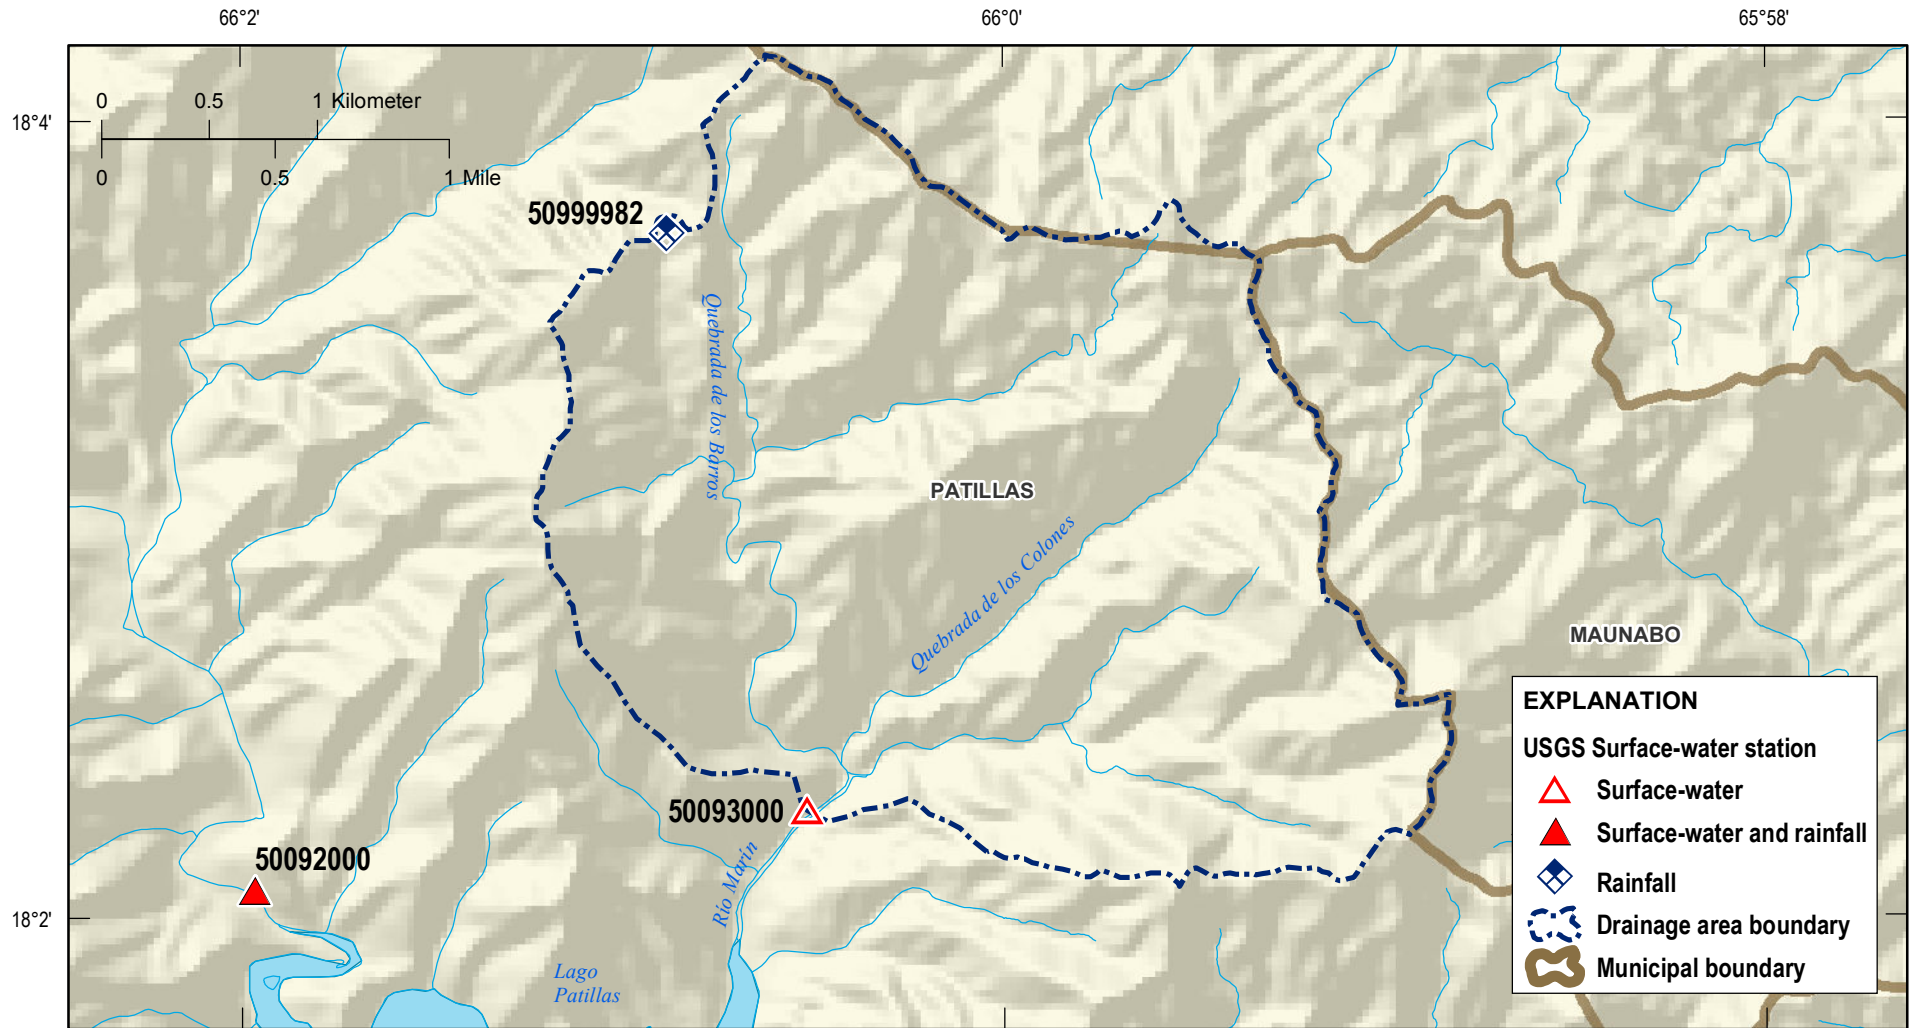 66°2'
66°0'
65°58'
0
0.5
1 Kilometer
18°4'
0
0.5
1 Mile
50999982
Quebrada de los Barros
PATILLAS
Quebrada de los Colones
MAUNABO
50093000
50092000
Río Marín
18°2'
Lago
Patillas
EXPLANATION
USGS Surface-water station
Surface-water
Surface-water and rainfall
Rainfall
Drainage area boundary
Municipal boundary